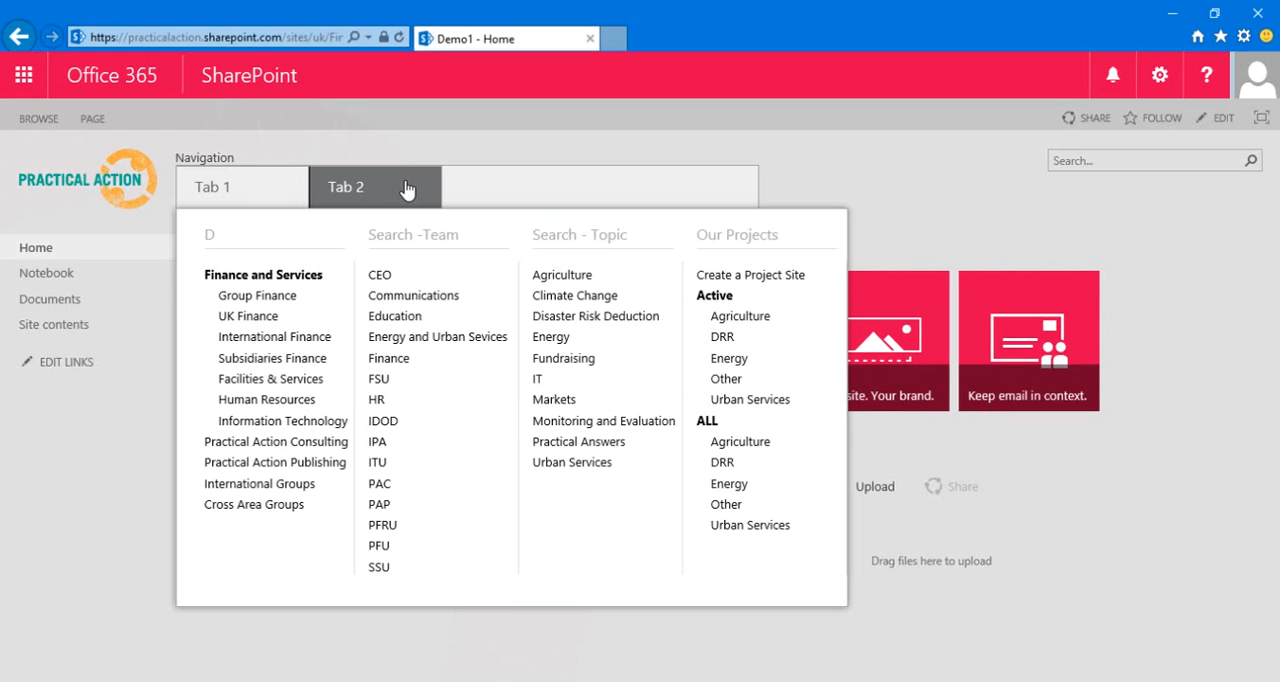 https://practicalaction.sharepoint.com/sites/uk/Fir
Demo1 - Home
Office 365
SharePoint
BROWSE
PAGE
SHARE
FOLLOW
EDIT
PRACTICAL ACTION
Navigation
Tab 1
Tab 2
Search...
Home
Notebook
Documents
Site contents
EDIT LINKS
D
Finance and Services
Group Finance
UK Finance
International Finance
Subsidiaries Finance
Facilities & Services
Human Resources
Information Technology
Practical Action Consulting
Practical Action Publishing
International Groups
Cross Area Groups
Search -Team
CEO
Communications
Education
Energy and Urban Sevices
Finance
FSU
HR
IDOD
IPA
ITU
PAC
PAP
PFRU
PFU
SSU
Search - Topic
Agriculture
Climate Change
Disaster Risk Deduction
Energy
Fundraising
IT
Markets
Monitoring and Evaluation
Practical Answers
Urban Services
Our Projects
Create a Project Site
Active
Agriculture
DRR
Energy
Other
Urban Services
ALL
Agriculture
DRR
Energy
Other
Urban Services
site. Your brand.
Keep email in context.
Upload
Share
Drag files here to upload